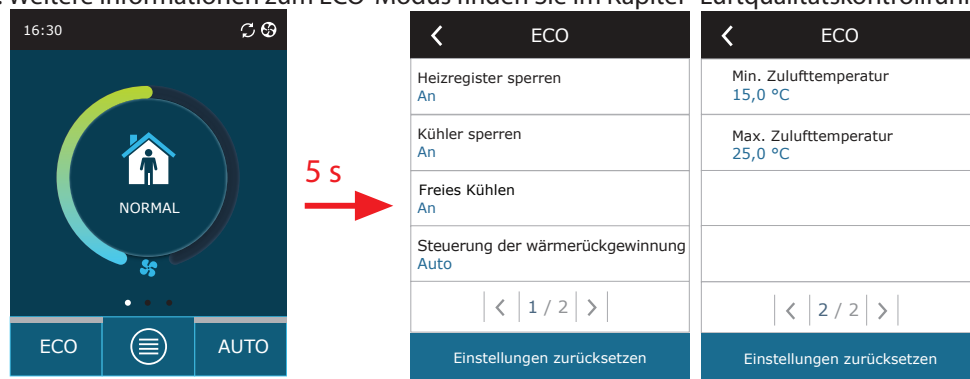 . Weitere Informationen zum ECO-Modus finden Sie im Kapitel "Luftqualitätskontrollfunk
16:30
NORMAL
ECO
AUTO
5 s
ECO
Heizregister sperren
An
Kühler sperren
An
Freies Kühlen
An
Steuerung der wärmerückgewinnung
Auto
1 / 2
Einstellungen zurücksetzen
ECO
Min. Zulufttemperatur
15,0 °C
Max. Zulufttemperatur
25,0 °C
2 / 2
Einstellungen zurücksetzen